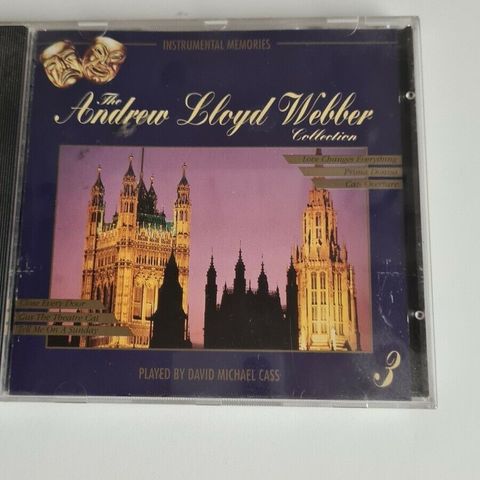 INSTRUMENTAL MEMORIES
The
Andrew Lloyd Webber
Collection
Love Changes Everything
Prima Donna
Cats Overture
Close Every Door
Gus The Theatre Cat
Tell Me On A Sunday
PLAYED BY DAVID MICHAEL CASS
3